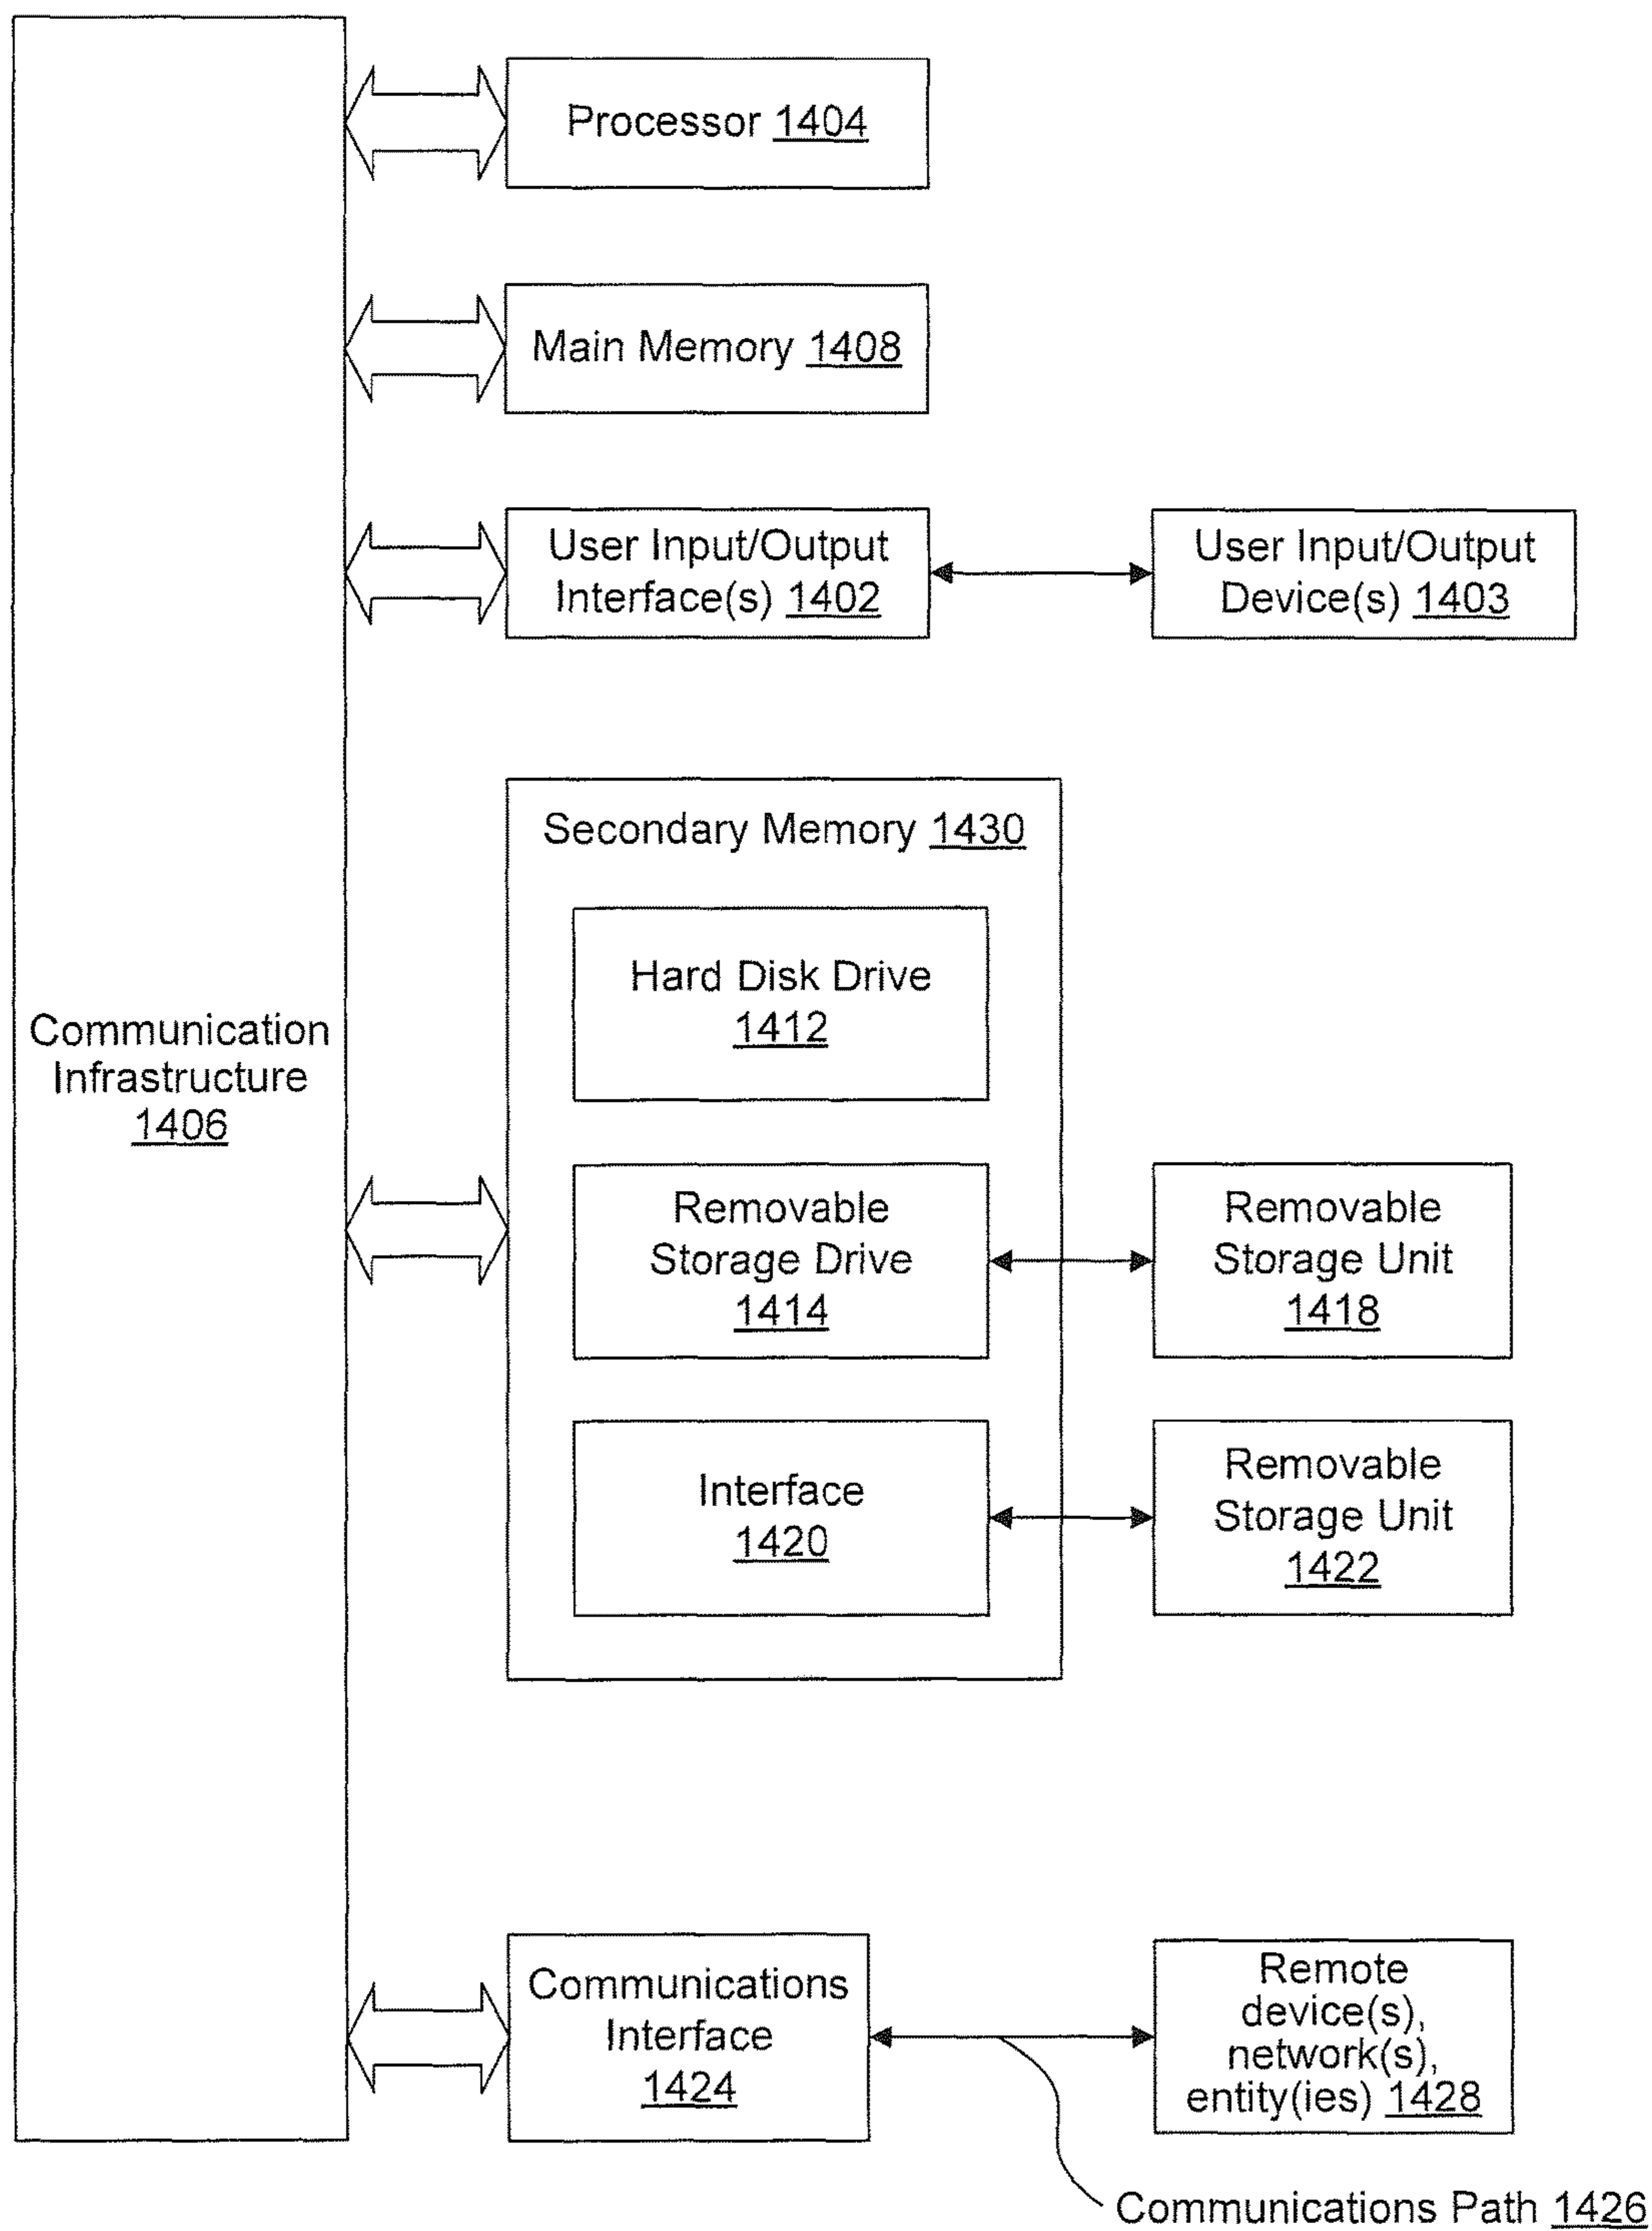 Processor 1404
Main Memory 1408
User Input/Output
Interface(s) 1402
User Input/Output
Device(s) 1403
Secondary Memory 1430
Hard Disk Drive
1412
Communication
Infrastructure
1406
Removable
Storage Drive
1414
Removable
Storage Unit
1418
Interface
1420
Removable
Storage Unit
1422
Communications
Interface
1424
Remote
device(s),
network(s),
entity(ies) 1428
Communications Path 1426